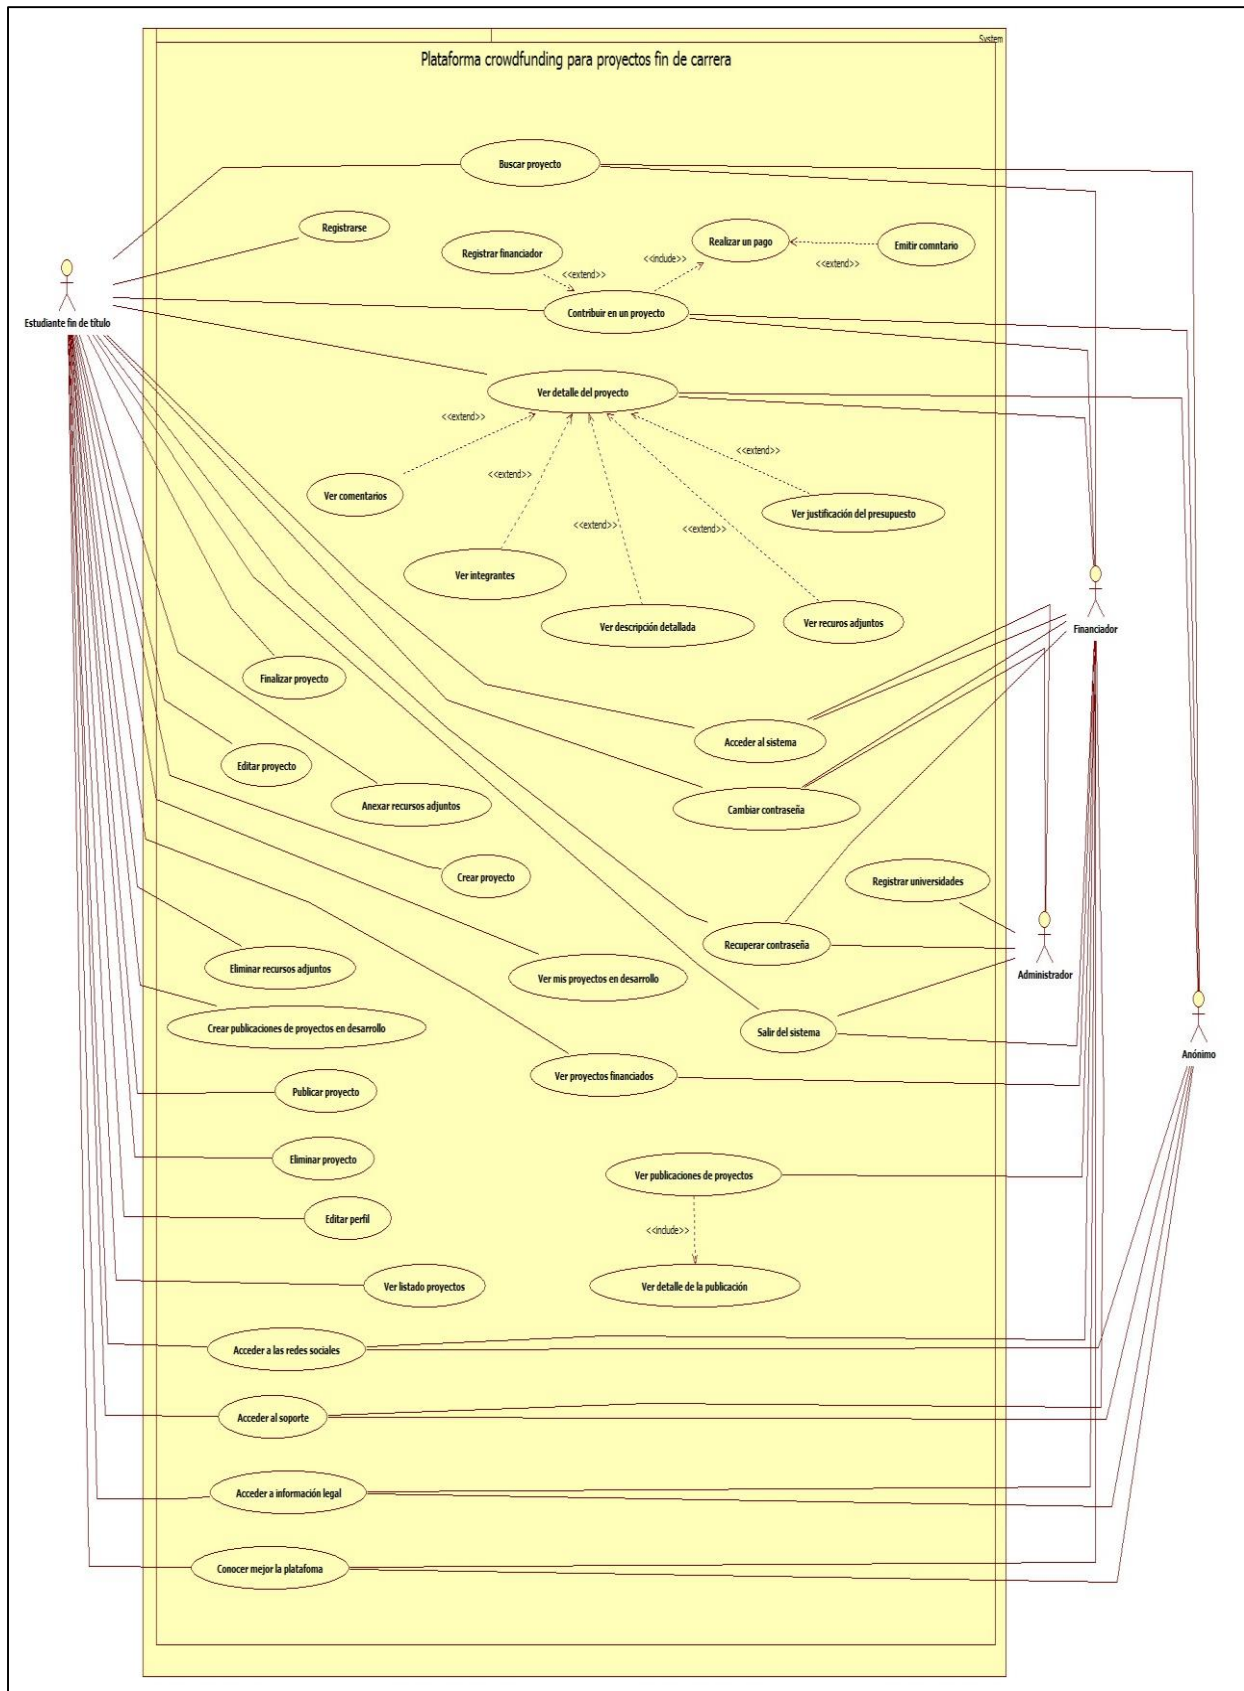 System
Plataforma crowdfunding para proyectos fin de carrera
Buscar proyecto
Registrarse
Registrar financiador
Realizar un pago
Emitir comntario
<<include>>
<<extend>>
<<extend>>
Contribuir en un proyecto
Estudiante fin de título
Ver detalle del proyecto
<<extend>>
<<extend>>
<<extend>>
Ver comentarios
Ver justificación del presupuesto
<<extend>>
<<extend>>
Ver integrantes
Ver descripción detallada
Ver recuros adjuntos
Financiador
Finalizar proyecto
Acceder al sistema
Editar proyecto
Anexar recursos adjuntos
Cambiar contraseña
Crear proyecto
Registrar universidades
Recuperar contraseña
Eliminar recursos adjuntos
Ver mis proyectos en desarrollo
Administrador
Crear publicaciones de proyectos en desarrollo
Salir del sistema
Anónimo
Ver proyectos financiados
Publicar proyecto
Eliminar proyecto
Ver publicaciones de proyectos
Editar perfil
<<include>>
Ver listado proyectos
Ver detalle de la publicación
Acceder a las redes sociales
Acceder al soporte
Acceder a información legal
Conocer mejor la platafoma